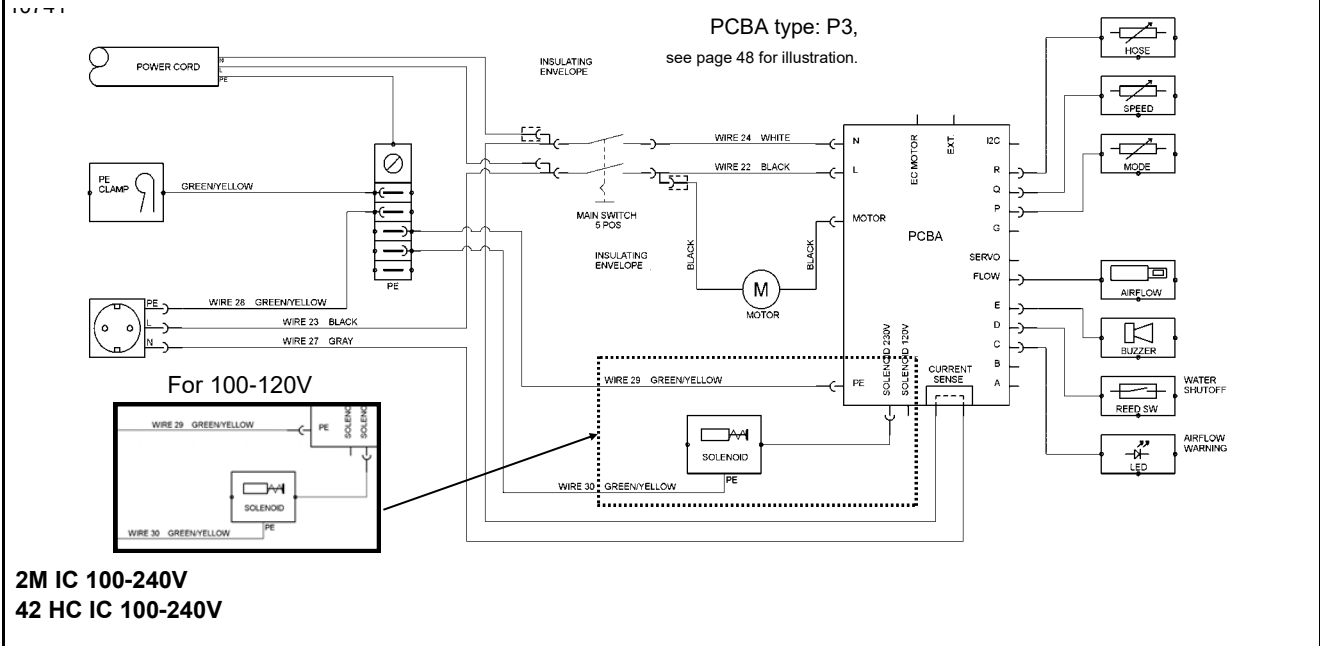 PCBA type: P3,
see page 48 for illustration.
POWER CORD
N
L
PE
INSULATING
ENVELOPE
HOSE
SPEED
MODE
PE
CLAMP
GREEN/YELLOW
WIRE 24 WHITE
WIRE 22 BLACK
MAIN SWITCH
5 POS
INSULATING
ENVELOPE
BLACK
BLACK
M
MOTOR
N
L
MOTOR
EC MOTOR
EXT.
I2C
R
Q
P
G
PCBA
SERVO
FLOW
E
D
C
B
A
PE
SOLENOID 230V
SOLENOID 120V
CURRENT
SENSE
AIRFLOW
BUZZER
REED SW
WATER
SHUTOFF
LED
AIRFLOW
WARNING
PE
PE
L
N
WIRE 28 GREEN/YELLOW
WIRE 23 BLACK
WIRE 27 GRAY
WIRE 29 GREEN/YELLOW
SOLENOID
PE
WIRE 30 GREEN/YELLOW
For 100-120V
WIRE 29 GREEN/YELLOW
PE
SOLENO
SOLENO
SOLENOID
PE
WIRE 30 GREEN/YELLOW
2M IC 100-240V
42 HC IC 100-240V